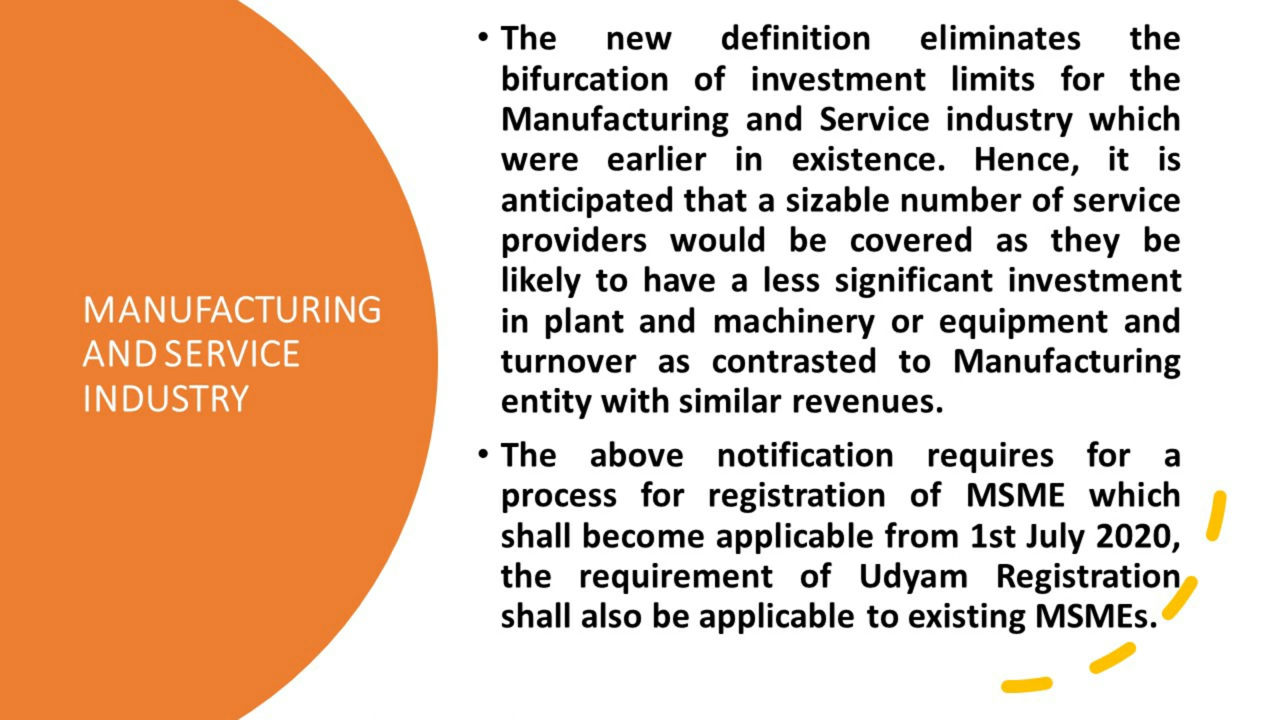 MANUFACTURING
AND SERVICE
INDUSTRY
• The new definition eliminates the
bifurcation of investment limits for the
Manufacturing and Service industry which
were earlier in existence. Hence, it is
anticipated that a sizable number of service
providers would be covered as they be
likely to have a less significant investment
in plant and machinery or equipment and
turnover as contrasted to Manufacturing
entity with similar revenues.
• The above notification requires for a
process for registration of MSME which
shall become applicable from 1st July 2020,
the requirement of Udyam Registration
shall also be applicable to existing MSMEs.